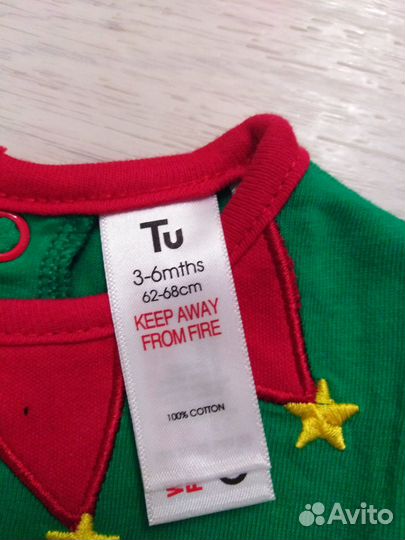 Tu
3-6mths
62-68cm
KEEP AWAY
FROM FIRE
100% COTTON
Avito